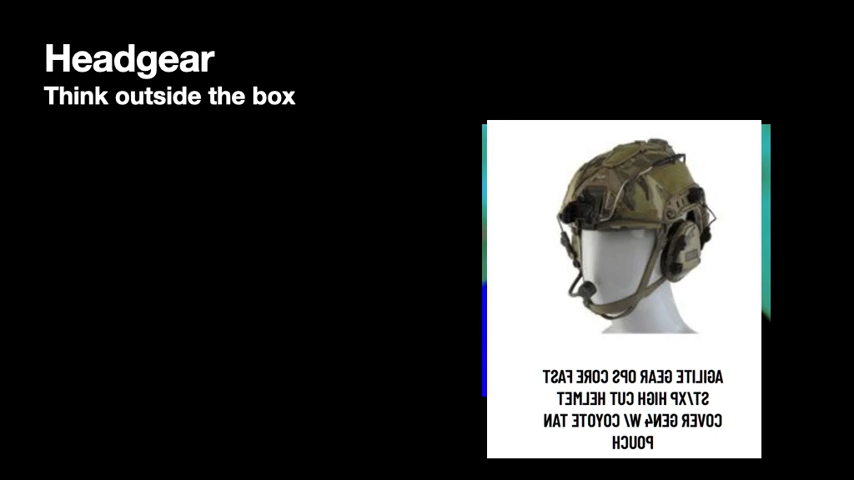 Headgear
Think outside the box
AGILITE GEAR OPS CORE FAST
ST/XP HIGH CUT HELMET
COVER GEN4 W/ COYOTE TAN
POUCH